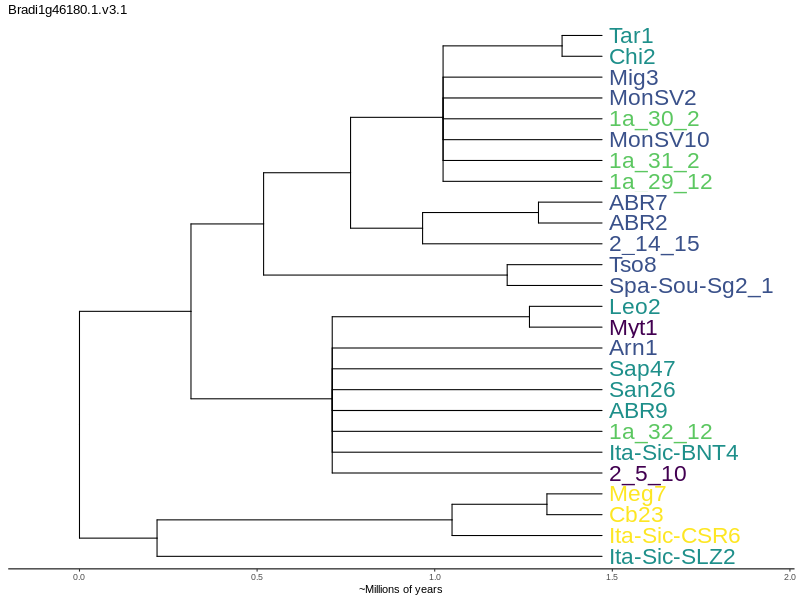 Bradi1g46180.1.v3.1
Tar1
Chi2
Mig3
MonSV2
1a_30_2
MonSV10
1a_31_2
1a_29_12
ABR7
ABR2
2_14_15
Tso8
Spa-Sou-Sg2_1
Leo2
Myt1
Arn1
Sap47
San26
ABR9
1a_32_12
Ita-Sic-BNT4
2_5_10
Meg7
Cb23
Ita-Sic-CSR6
Ita-Sic-SLZ2
0.0 0.5 1.0 1.5 2.0
~Millions of years